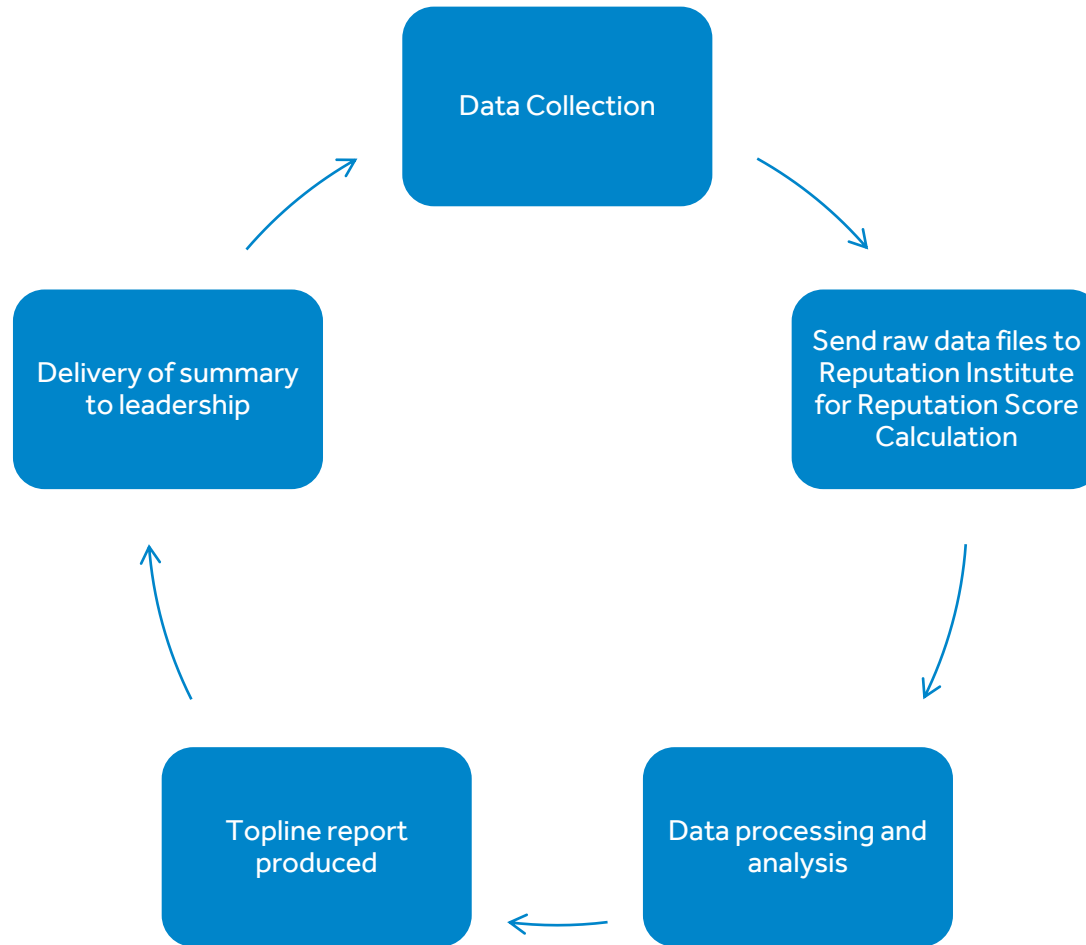 Data Collection
Send raw data files to
Reputation Institute
for Reputation Score
Calculation
Data processing and
analysis
Topline report
produced
Delivery of summary
to leadership